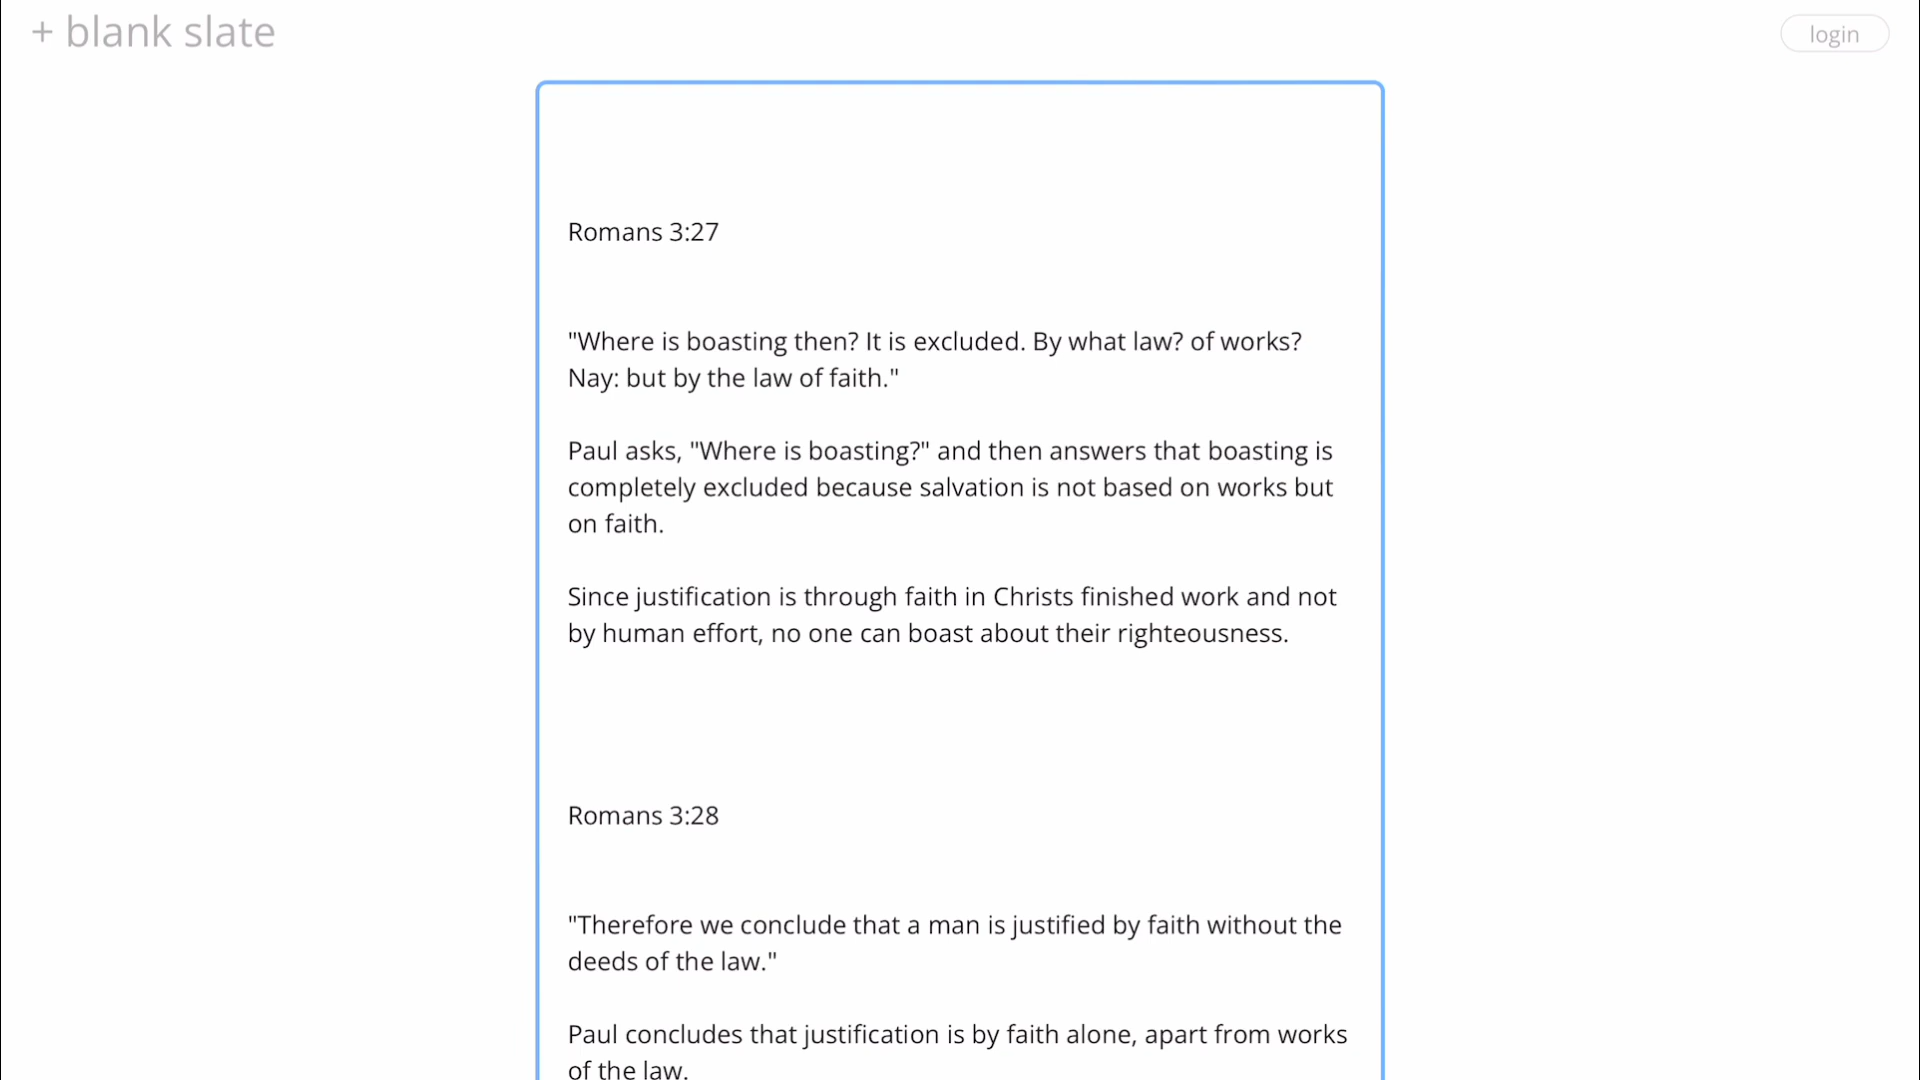 + blank slate
login
Romans 3:27
"Where is boasting then? It is excluded. By what law? of works?
Nay: but by the law of faith."
Paul asks, "Where is boasting?" and then answers that boasting is
completely excluded because salvation is not based on works but
on faith.
Since justification is through faith in Christs finished work and not
by human effort, no one can boast about their righteousness.
Romans 3:28
"Therefore we conclude that a man is justified by faith without the
deeds of the law."
Paul concludes that justification is by faith alone, apart from works
of the law.